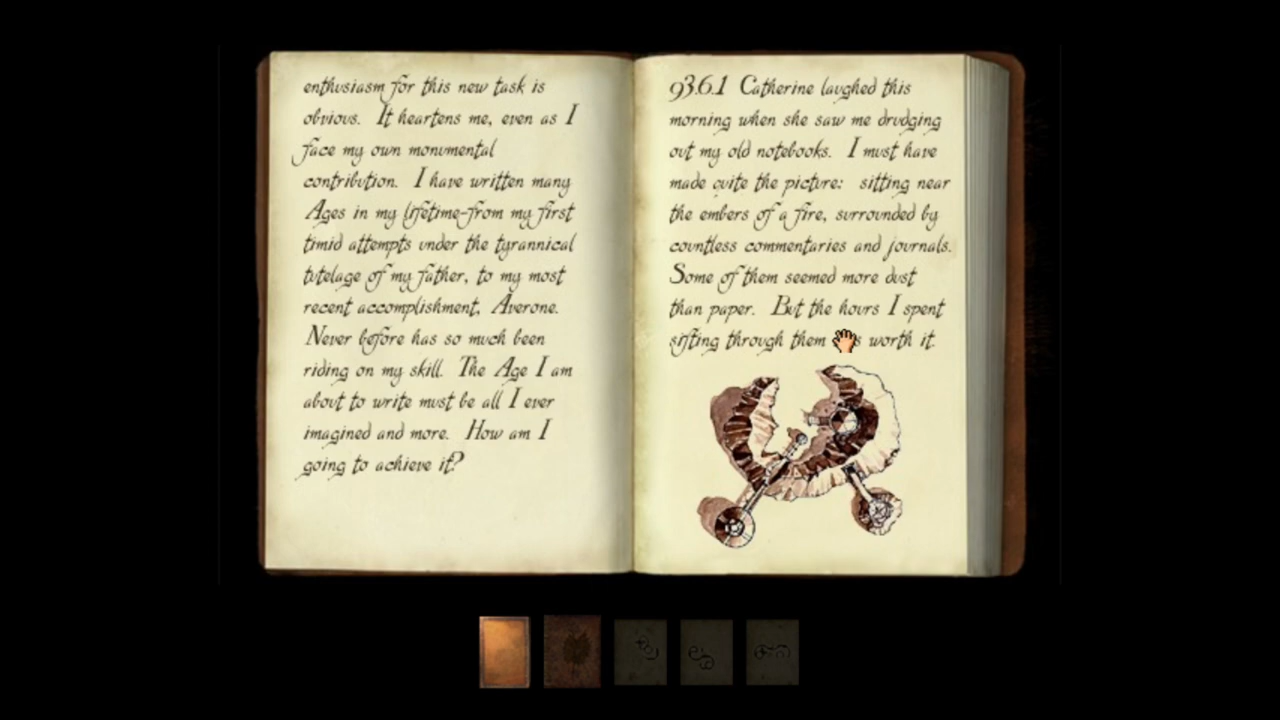 enthusiasm for this new task is
obvious. It heartens me, even as I
face my own monumental
contribution. I have written many
Ages in my lifetime-from my first
timid attempts under the tyrannical
tutelage of my father, to my most
recent accomplishment, Averone.
Never before has so much been
riding on my skill. The Age I am
about to write must be all I ever
imagined and more. How am I
going to achieve it?
93.6.1 Catherine laughed this
morning when she saw me drudging
out my old notebooks. I must have
made quite the picture: sitting near
the embers of a fire, surrounded by
countless commentaries and journals.
Some of them seemed more dust
than paper. But the hours I spent
sifting through them worth it.